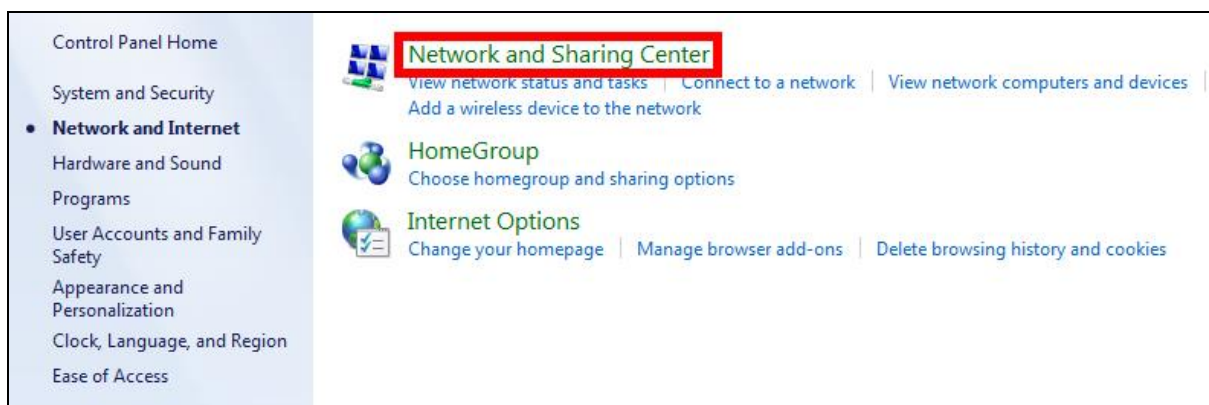 Control Panel Home
System and Security
Network and Internet
Hardware and Sound
Programs
User Accounts and Family
Safety
Appearance and
Personalization
Clock, Language, and Region
Ease of Access
Network and Sharing Center
View network status and tasks | Connect to a network | View network computers and devices |
Add a wireless device to the network
HomeGroup
Choose homegroup and sharing options
Internet Options
Change your homepage | Manage browser add-ons | Delete browsing history and cookies